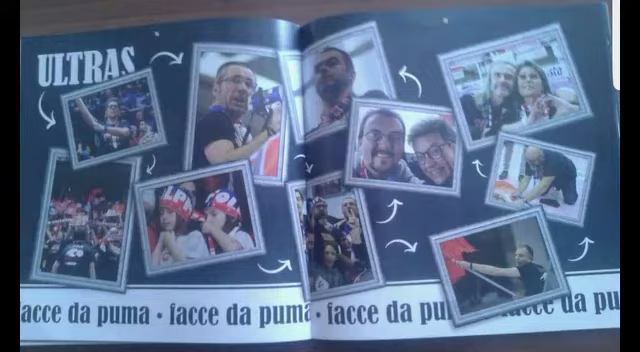 ULTRAS
facce da puma • facce da puma • facce da pu facce da pu